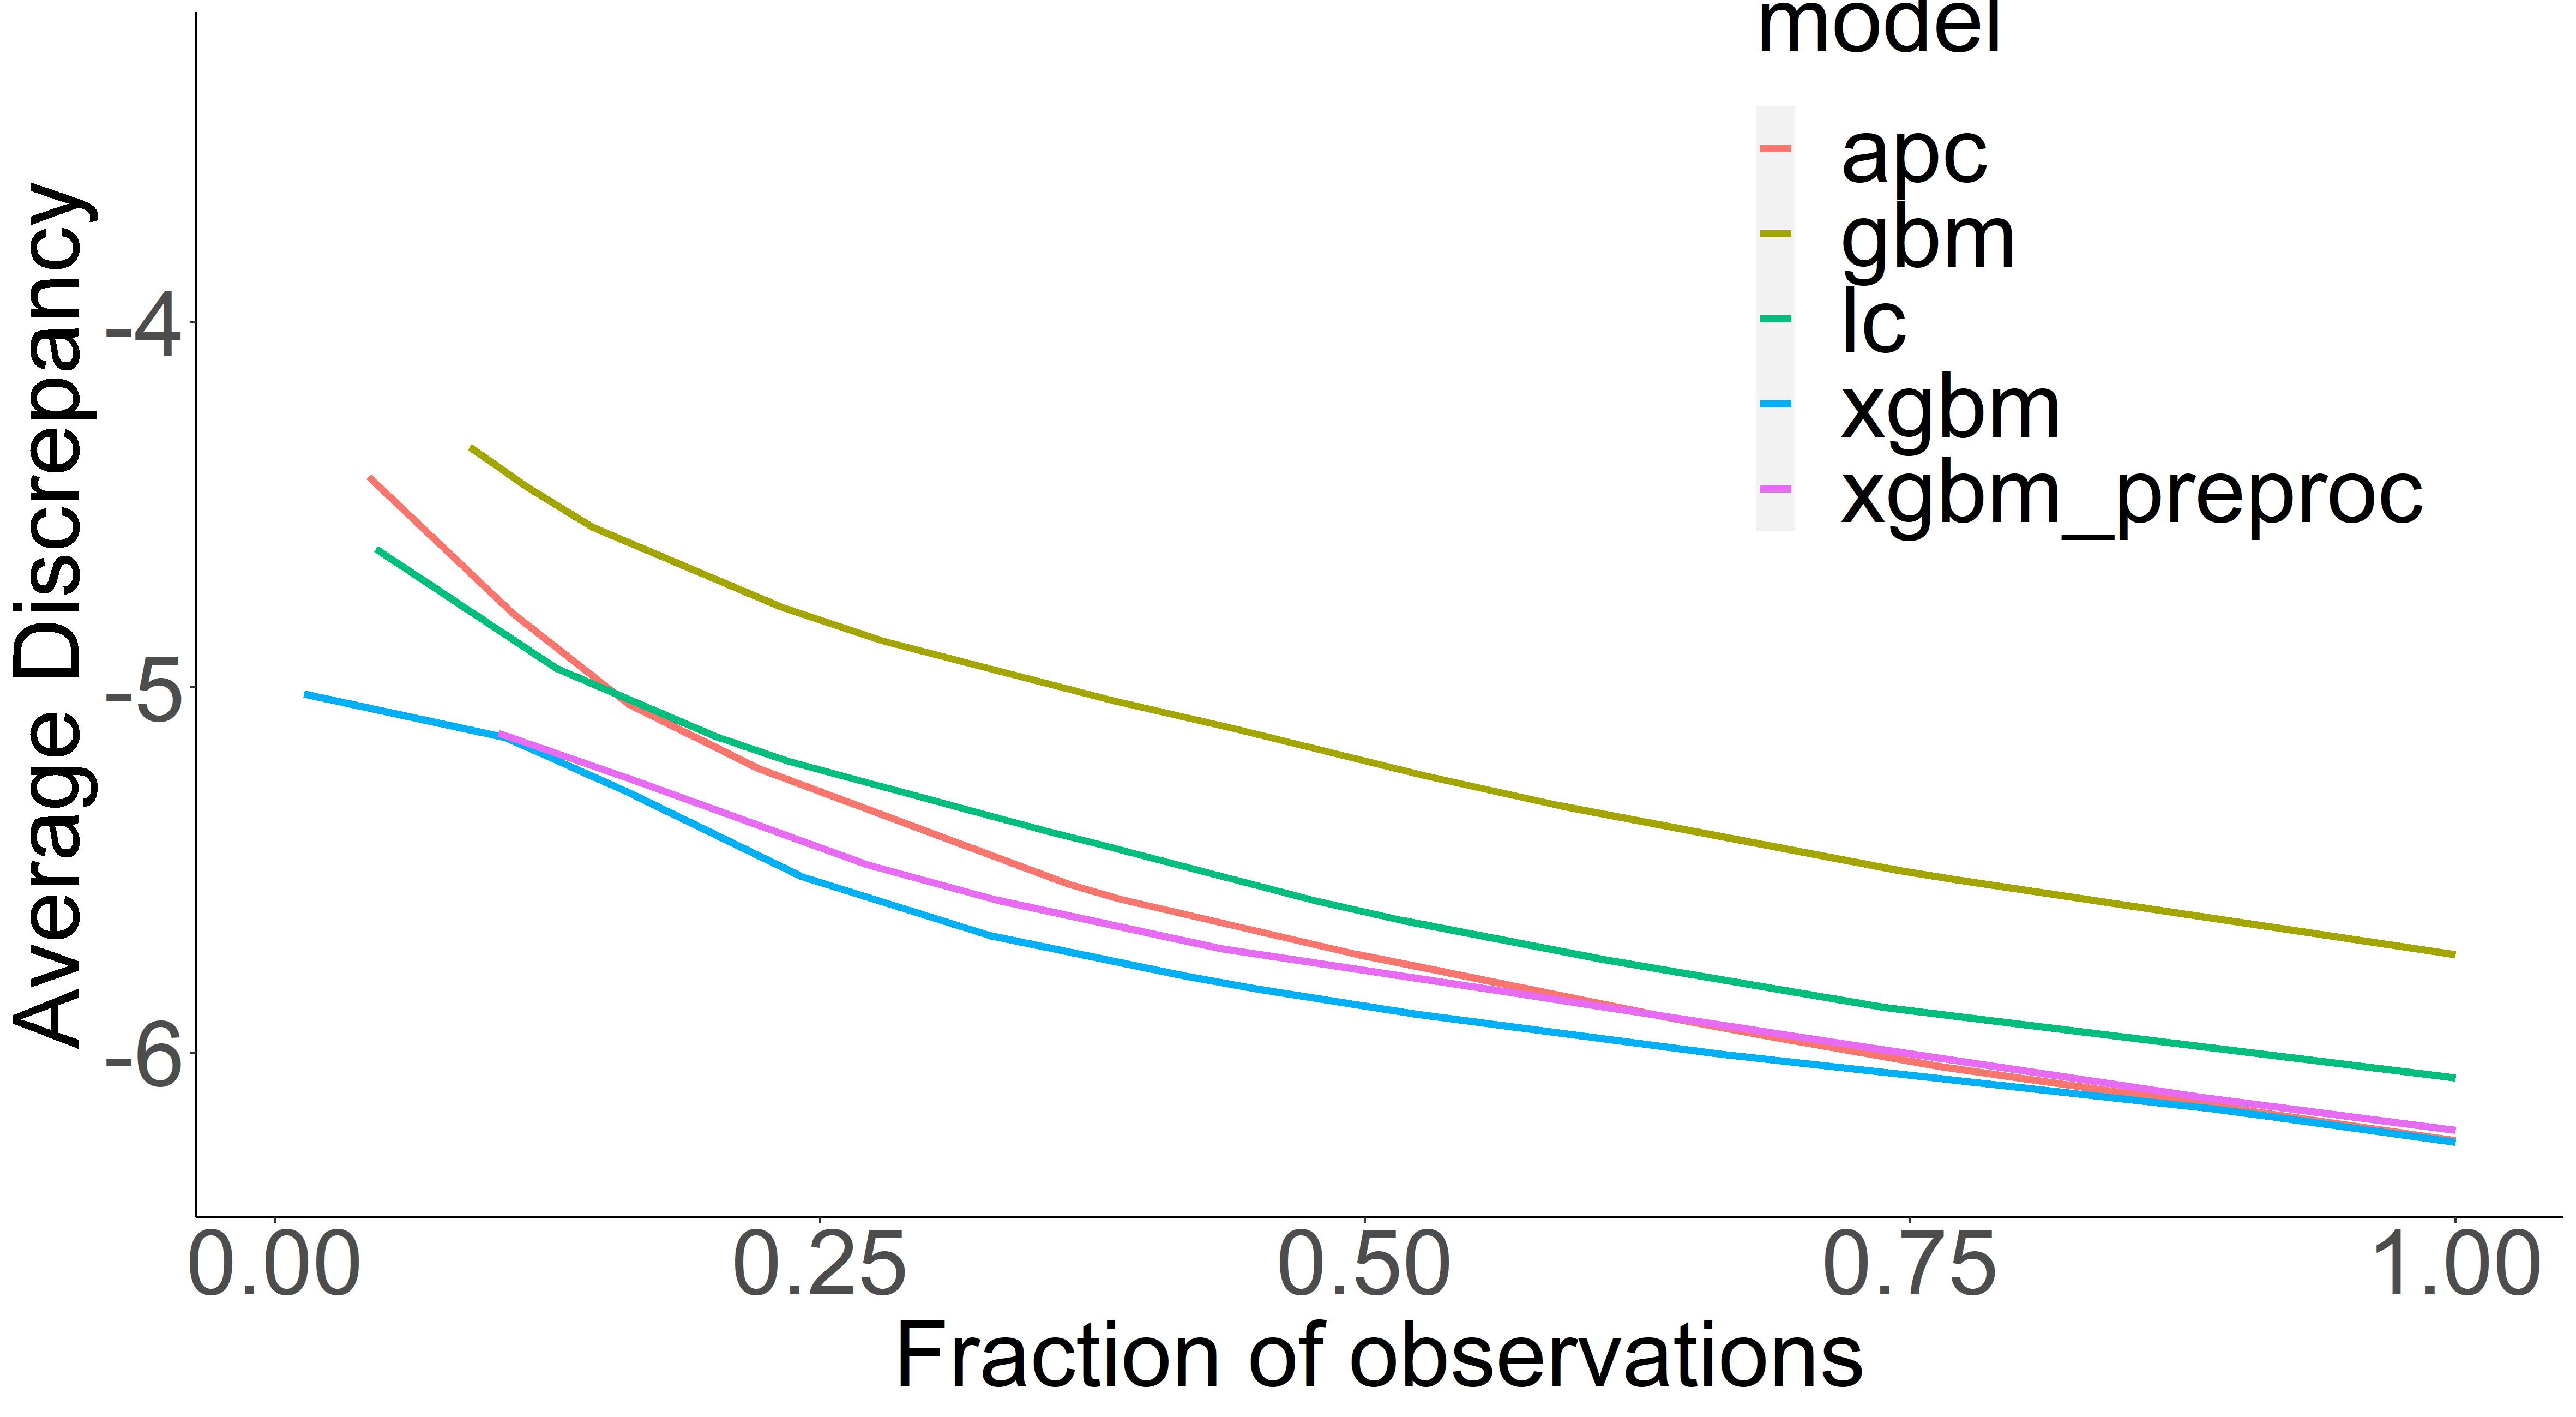 model
apc
gbm
lc
xgbm
xgbm_preproc
Average Discrepancy
-4
-5
-6
0.00 0.25 0.50 0.75 1.00
Fraction of observations